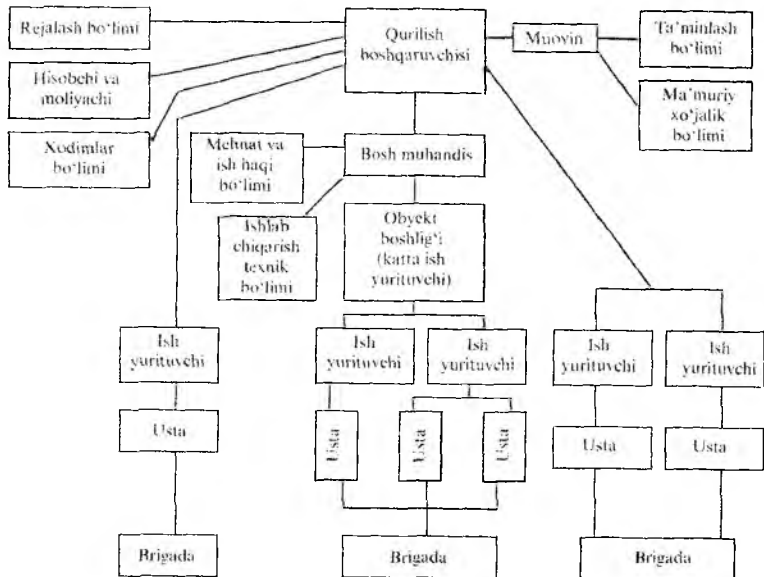 Rejalash bo‘limi
Qurilish
boshqaruvchisi
Muovin
Ta’minlash
bo‘limi
Hisobchi va
moliyachi
Ma’muriy
xo‘jalik
bo‘limi
Xodimlar
bo‘limi
Mehnat va
ish haqi
bo‘limi
Bosh muhandis
Ishlab
chiqarish
texnik
bo‘limi
Obyekt
boshlig‘i
(katta ish
yurituvchi)
Ish
yurituvchi
Ish
yurituvchi
Ish
yurituvchi
Ish
yurituvchi
Ish
yurituvchi
Usta
Usta
Usta
Usta
Usta
Usta
Brigada
Brigada
Brigada